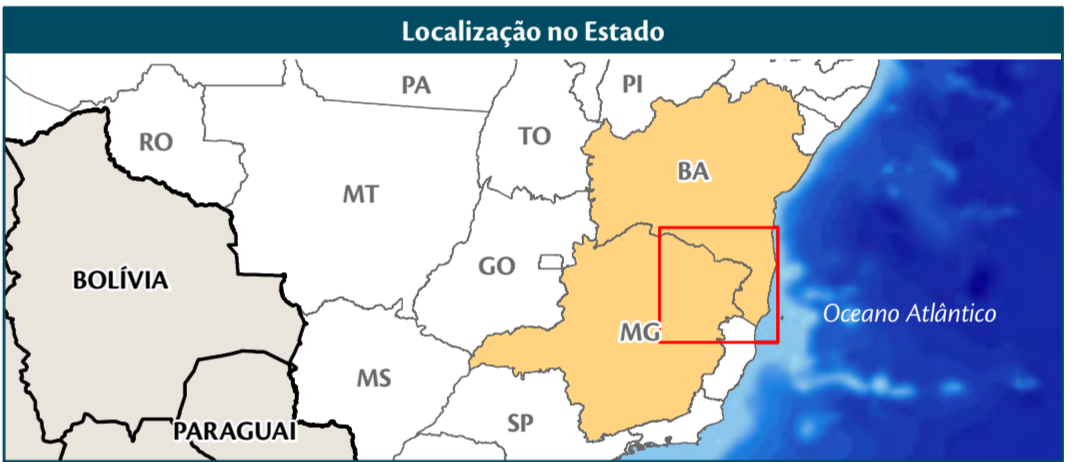 Localização no Estado
PA
PI
RO
TO
BA
MT
GO
BOLÍVIA
Oceano Atlântico
MG
MS
SP
PARAGUAI